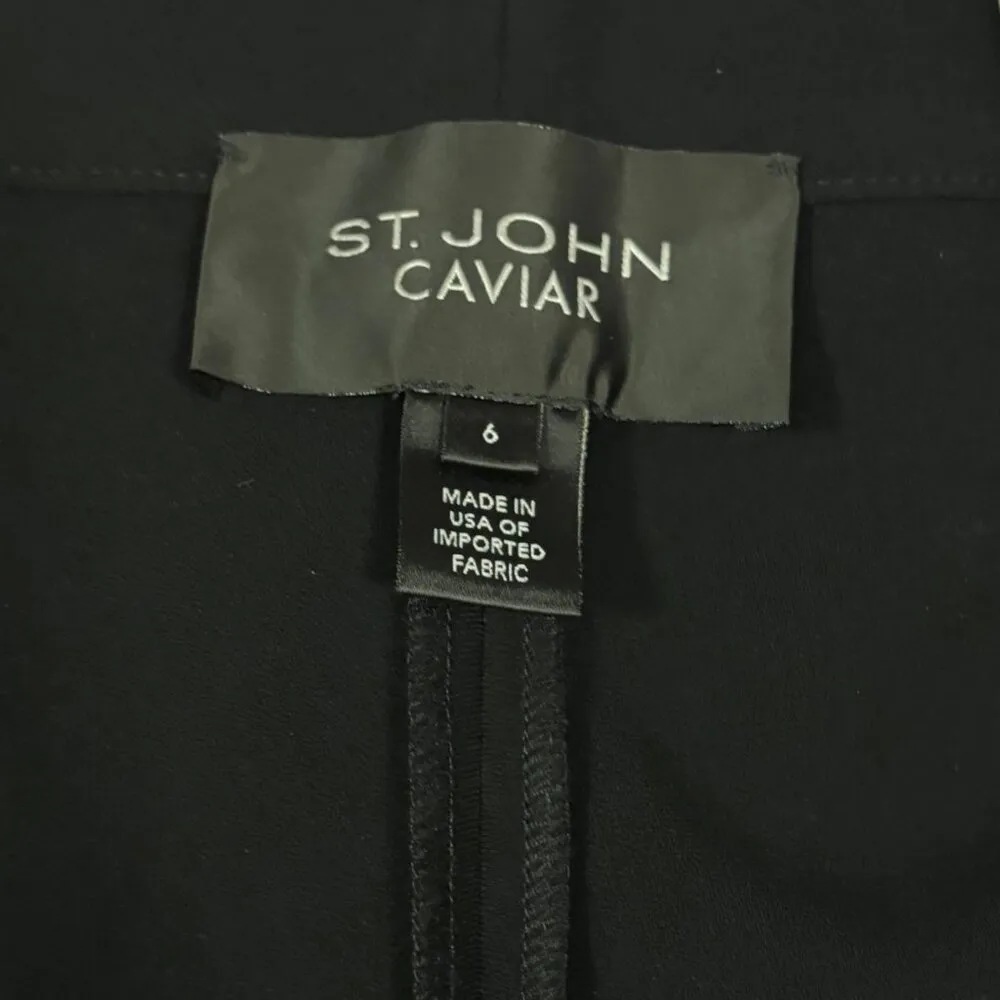 ST. JOHN
CAVIAR
6
MADE IN
USA OF
IMPORTED
FABRIC